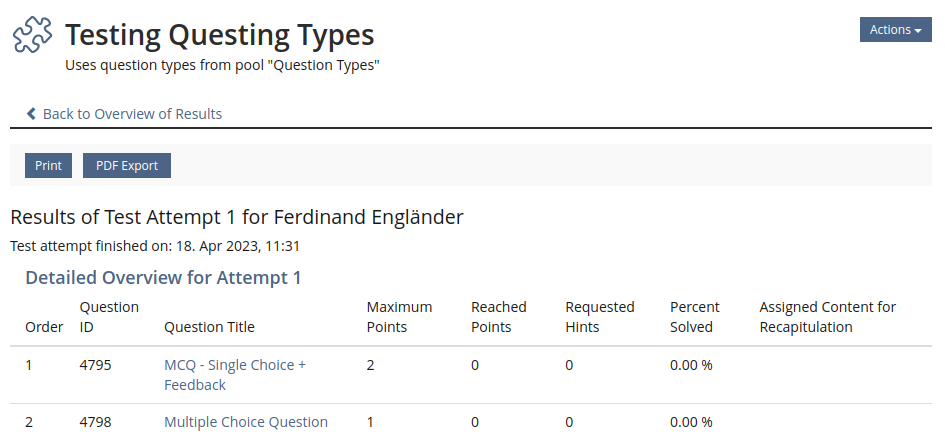 Testing Questing Types
Actions
Uses question types from pool "Question Types"
Back to Overview of Results
Print PDF Export
Results of Test Attempt 1 for Ferdinand Engländer
Test attempt finished on: 18. Apr 2023, 11:31
Detailed Overview for Attempt 1
Order Question ID Question Title Maximum Points Reached Points Requested Hints Percent Solved Assigned Content for Recapitulation
1 4795 MCQ - Single Choice + Feedback 2 0 0 0.00 %
2 4798 Multiple Choice Question 1 0 0 0.00 %